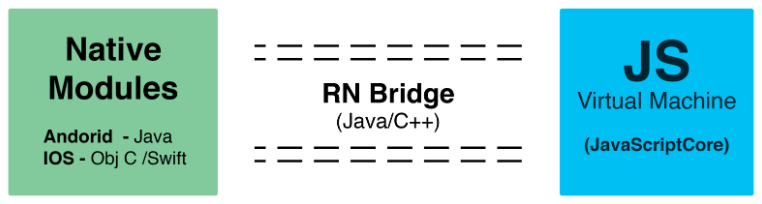 Native
Modules
Andorid - Java
IOS - Obj C /Swift
RN Bridge
(Java/C++)
JS
Virtual Machine
(JavaScriptCore)